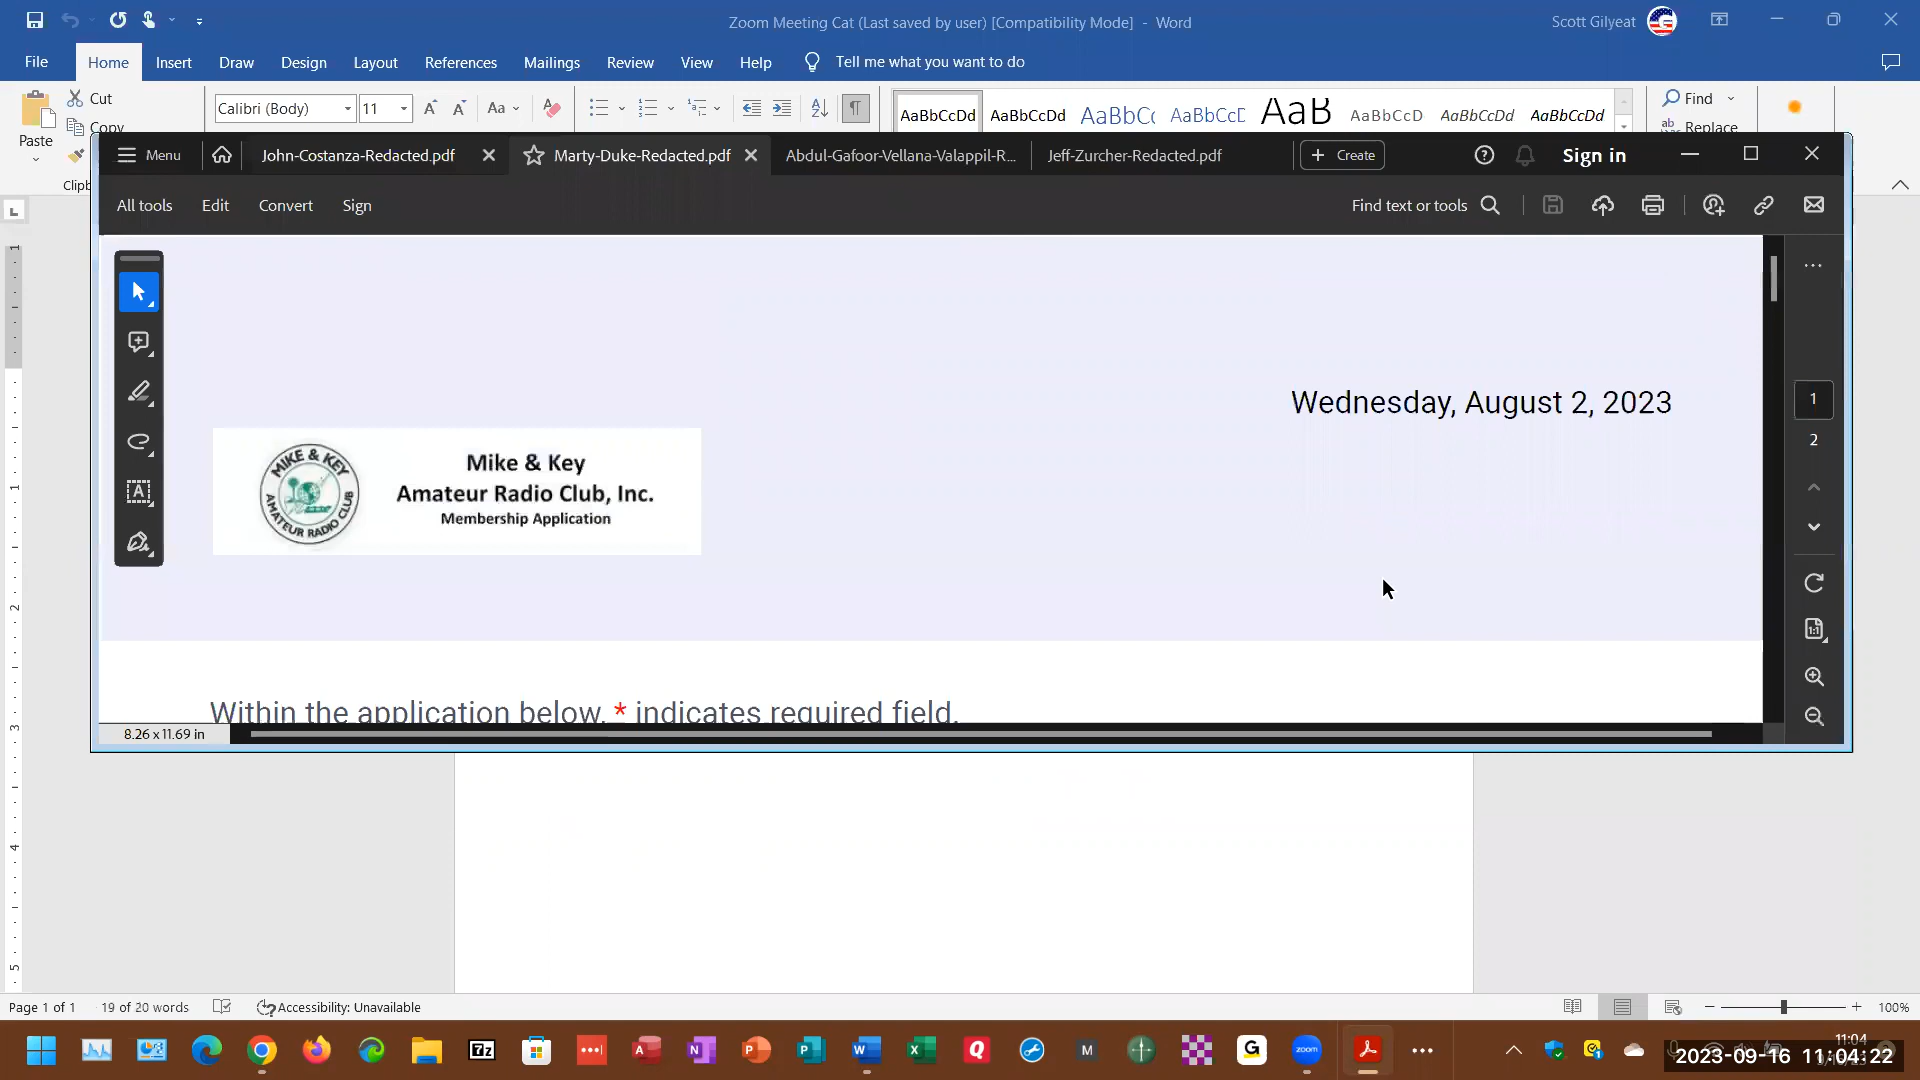 Zoom Meeting Cat (Last saved by user) [Compatibility Mode] - Word
Scott Gilyeat
File Home Insert Draw Design Layout References Mailings Review View Help Tell me what you want to do
Cut
Copy
Paste
Calibri (Body) 11 Aa
AaBbCcDd AaBbCcDd AaBbCc AaBbCcD AaB AaBbCcD AaBbCcDd AaBbCcDd
Find
Replace
Menu John-Costanza-Redacted.pdf Marty-Duke-Redacted.pdf Abdul-Gafoor-Vellana-Valappil-R... Jeff-Zurcher-Redacted.pdf + Create Sign in
All tools Edit Convert Sign Find text or tools
Wednesday, August 2, 2023
MIKE & KEY
AMATEUR RADIO CLUB
Mike & Key
Amateur Radio Club, Inc.
Membership Application
1
2
Within the application below, * indicates required field.
8.26 x 11.69 in
Page 1 of 1 19 of 20 words Accessibility: Unavailable 100%
11:04
2023-09-16 11:04:22